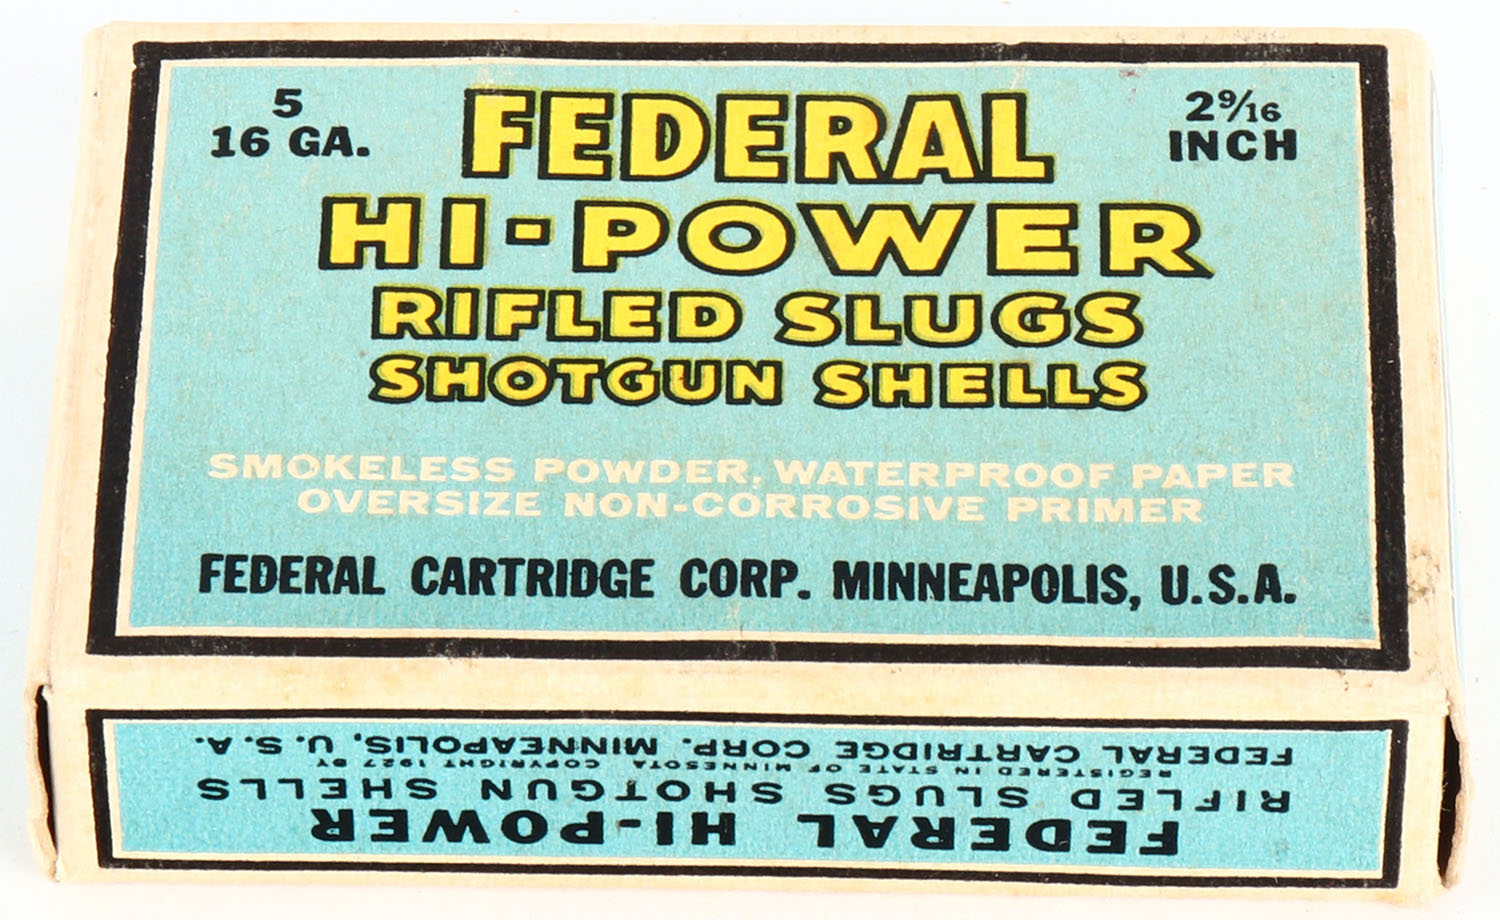 5
16 GA.
FEDERAL
2 9/16
INCH
HI-POWER
RIFLED SLUGS
SHOTGUN SHELLS
SMOKELESS POWDER, WATERPROOF PAPER
OVERSIZE NON-CORROSIVE PRIMER
FEDERAL CARTRIDGE CORP. MINNEAPOLIS, U.S.A.
FEDERAL HI-POWER
RIFLED SLUGS SHOTGUN SHELLS
REGISTERED IN STATE OF MINNESOTA COPYRIGHT 1927 BY
FEDERAL CARTRIDGE CORP. MINNEAPOLIS, U.S.A.